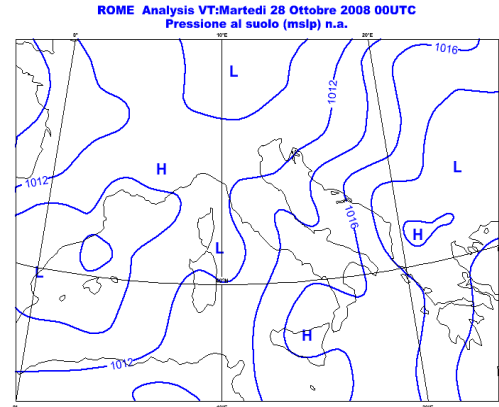 ROME Analysis VT:Martedi 28 Ottobre 2008 00UTC
Pressione al suolo (mslp) n.a.
0° 10°E 20°E
1016
L
1012
H
L
1012
1016
H
L
L
H
1012